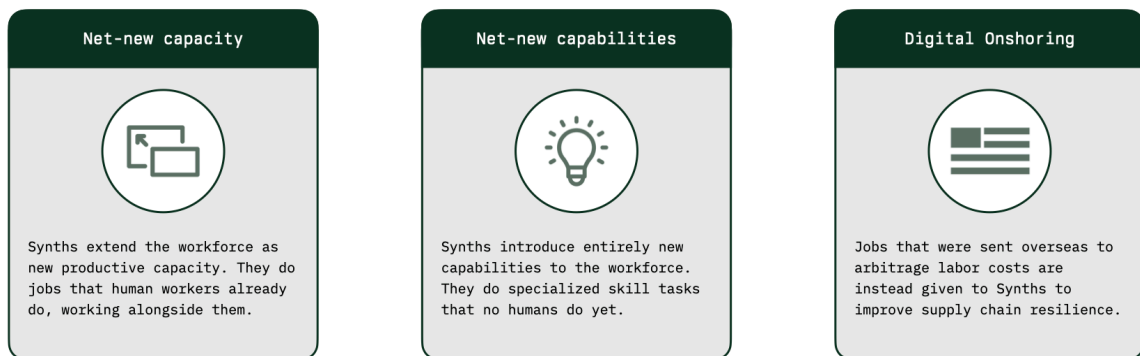 Net-new capacity
Synths extend the workforce as
new productive capacity. They do
jobs that human workers already
do, working alongside them.
Net-new capabilities
Synths introduce entirely new
capabilities to the workforce.
They do specialized skill tasks
that no humans do yet.
Digital Onshoring
Jobs that were sent overseas to
arbitrage labor costs are
instead given to Synths to
improve supply chain resilience.